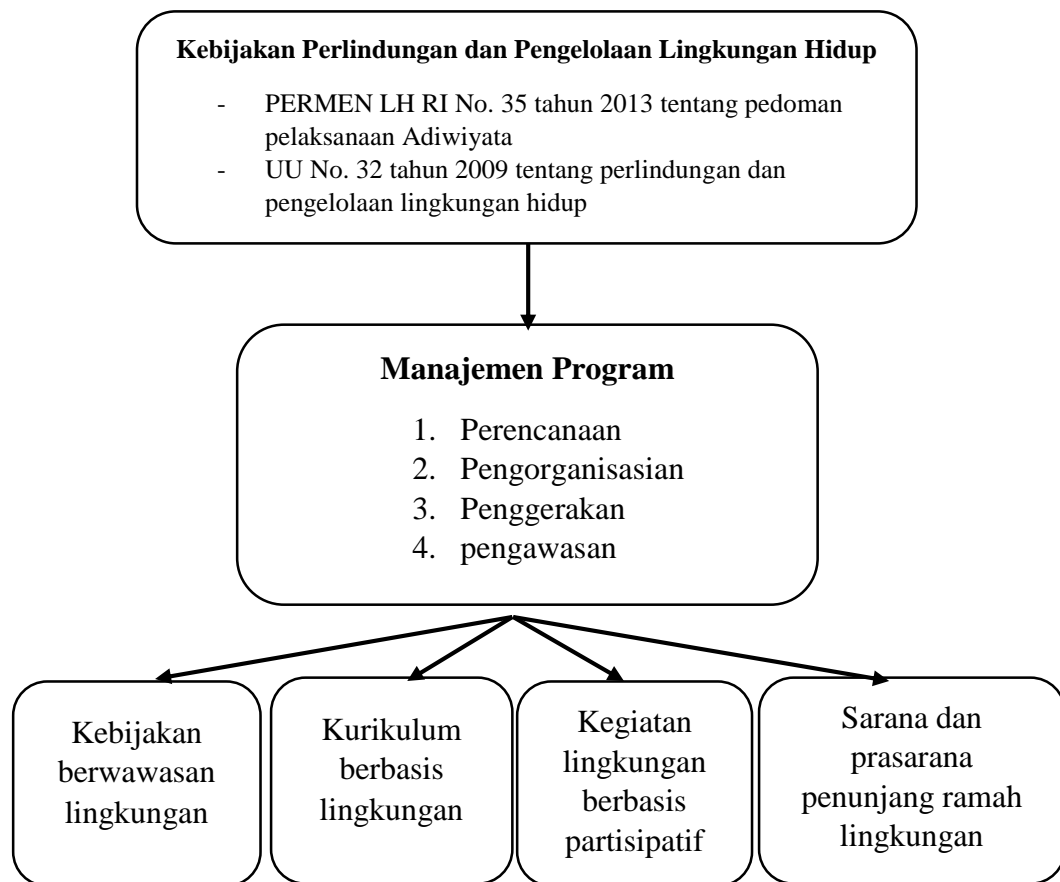 Kebijakan Perlindungan dan Pengelolaan Lingkungan Hidup
- PERMEN LH RI No. 35 tahun 2013 tentang pedoman
pelaksanaan Adiwiyata
- UU No. 32 tahun 2009 tentang perlindungan dan
pengelolaan lingkungan hidup
Manajemen Program
1. Perencanaan
2. Pengorganisasian
3. Penggerakan
4. pengawasan
Kebijakan
berwawasan
lingkungan
Kurikulum
berbasis
lingkungan
Kegiatan
lingkungan
berbasis
partisipatif
Sarana dan
prasarana
penunjang ramah
lingkungan